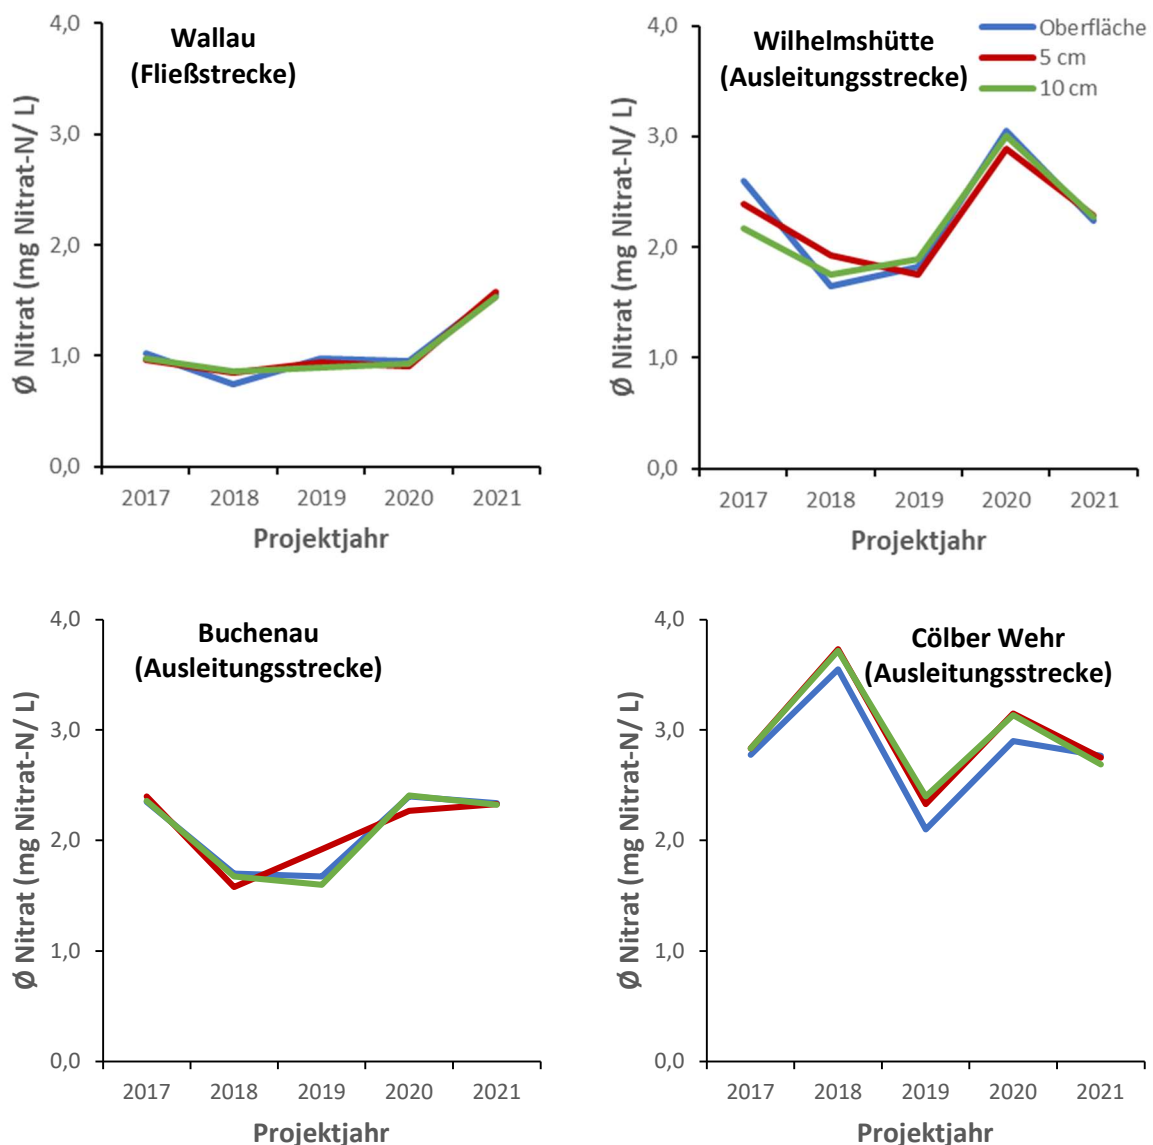 Wallau
(Fließstrecke)
4,0
3,0
2,0
1,0
0,0
Ø Nitrat (mg Nitrat-N/ L)
2017 2018 2019 2020 2021
Projektjahr
Wilhelmshütte
(Ausleitungsstrecke)
Oberfläche
5 cm
10 cm
4,0
3,0
2,0
1,0
0,0
Ø Nitrat (mg Nitrat-N/ L)
2017 2018 2019 2020 2021
Projektjahr
Buchenau
(Ausleitungsstrecke)
4,0
3,0
2,0
1,0
0,0
Ø Nitrat (mg Nitrat-N/ L)
2017 2018 2019 2020 2021
Projektjahr
Cölber Wehr
(Ausleitungsstrecke)
4,0
3,0
2,0
1,0
0,0
Ø Nitrat (mg Nitrat-N/ L)
2017 2018 2019 2020 2021
Projektjahr